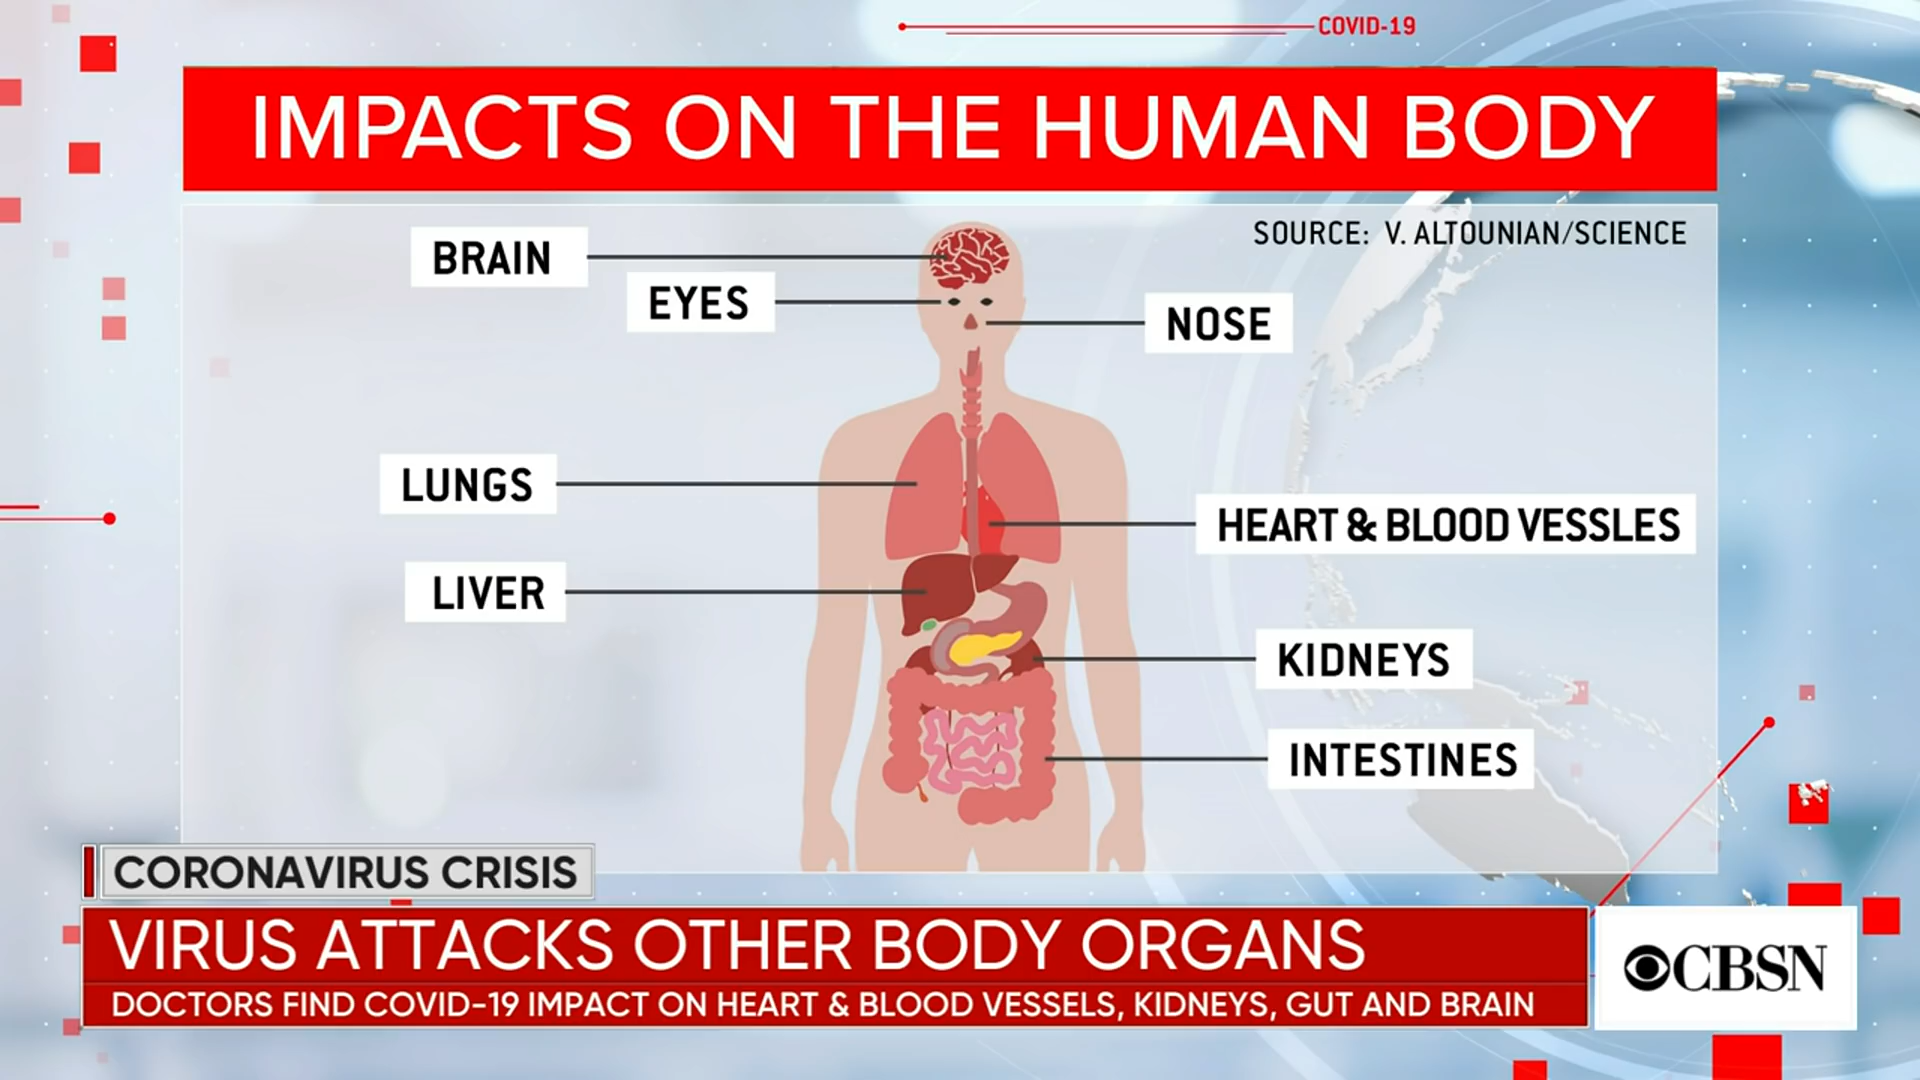 COVID-19
IMPACTS ON THE HUMAN BODY
SOURCE: V. ALTOUNIAN/SCIENCE
BRAIN
EYES
NOSE
LUNGS
HEART & BLOOD VESSLES
LIVER
KIDNEYS
INTESTINES
CORONAVIRUS CRISIS
VIRUS ATTACKS OTHER BODY ORGANS
DOCTORS FIND COVID-19 IMPACT ON HEART & BLOOD VESSELS, KIDNEYS, GUT AND BRAIN
CBSN